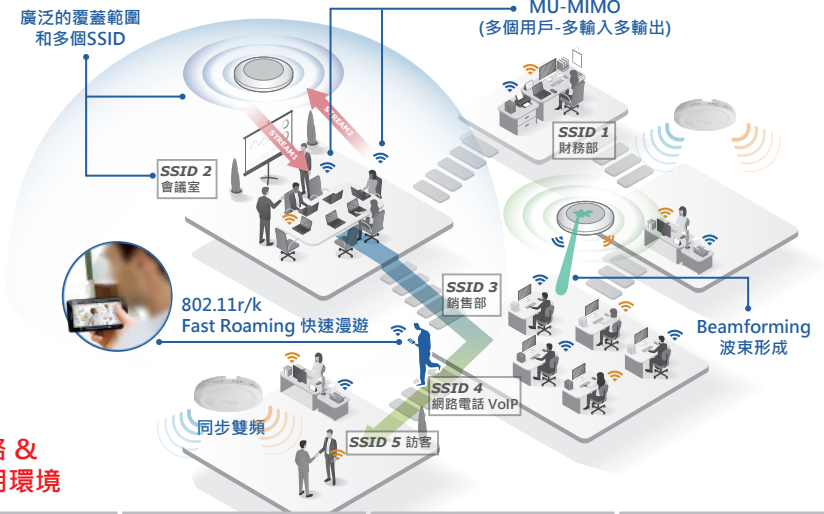 廣泛的覆蓋範圍
和多個SSID
MU-MIMO
(多個用戶-多輸入多輸出)
STREAM1
STREAM2
SSID 1
財務部
SSID 2
會議室
SSID 3
銷售部
802.11r/k
Fast Roaming 快速漫遊
Beamforming
波束形成
SSID 4
網路電話 VoIP
同步雙頻
SSID 5 訪客
&
環境